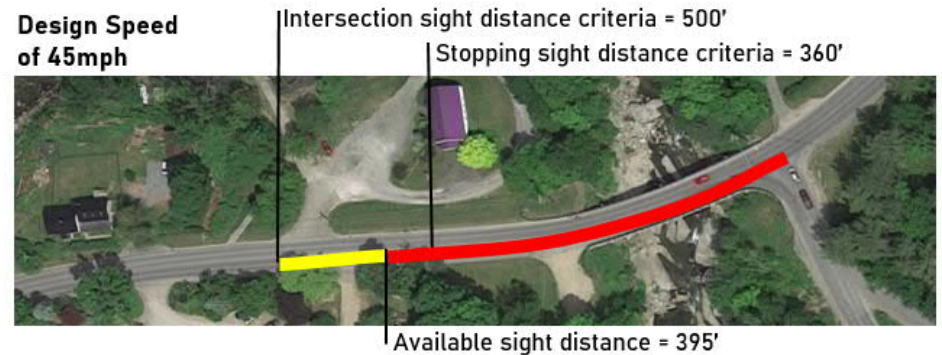 Design Speed
of 45mph
Intersection sight distance criteria = 500′
Stopping sight distance criteria = 360′
Available sight distance = 395′